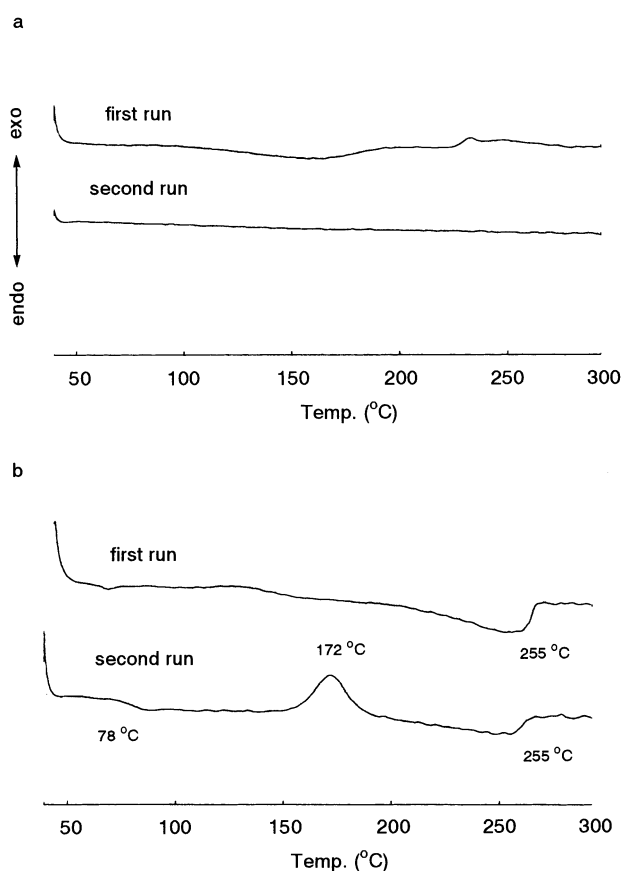 a
exo
first run
second run
endo
50 100 150 200 250 300
Temp. (°C)
b
first run
172 °C
255 °C
second run
78 °C
255 °C
50 100 150 200 250 300
Temp. (°C)